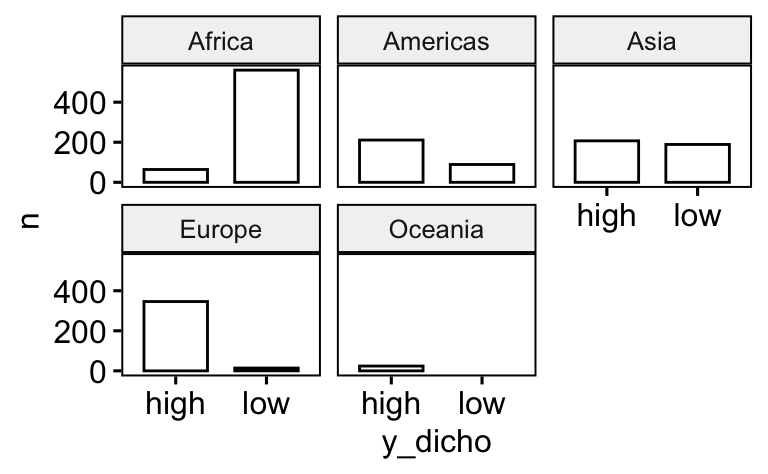 Africa Americas Asia
400
200
0
high low
n
Europe Oceania
400
200
0
high low high low
y_dicho